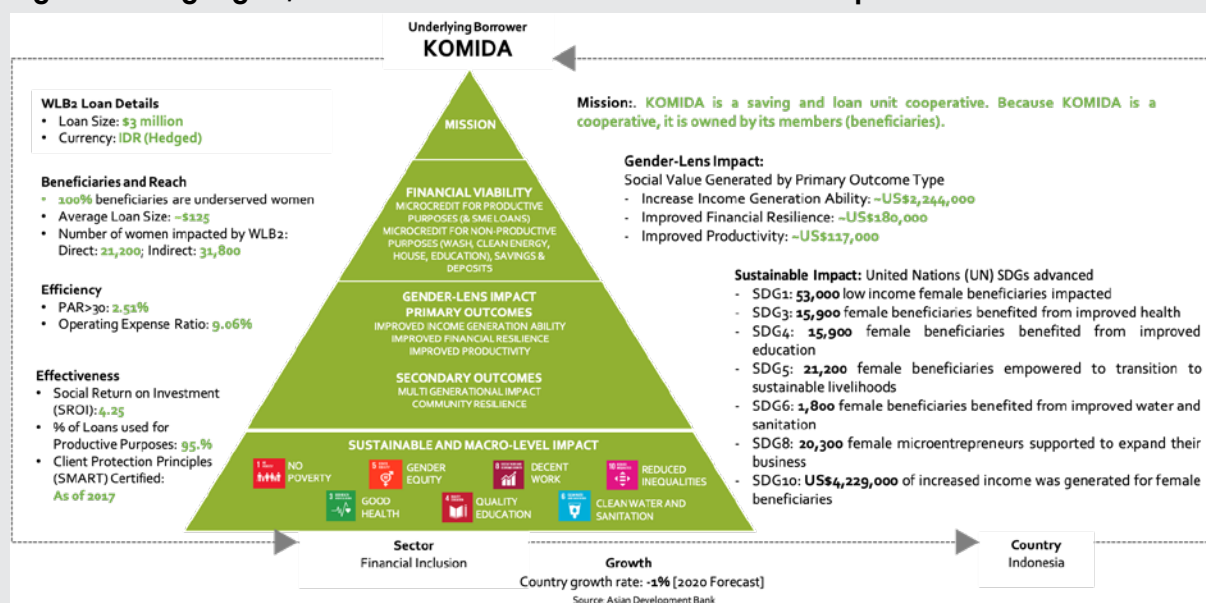 Underlying Borrower
KOMIDA
WLB2 Loan Details
• Loan Size: $3 million
• Currency: IDR (Hedged)
Beneficiaries and Reach
• 100% beneficiaries are underserved women
• Average Loan Size: ~$125
• Number of women impacted by WLB2:
Direct: 21,200; Indirect: 31,800
Efficiency
• PAR>30: 2.51%
• Operating Expense Ratio: 9.06%
Effectiveness
• Social Return on Investment
(SROI): 4.25
• % of Loans used for
Productive Purposes: 95.%
• Client Protection Principles
(SMART) Certified:
As of 2017
MISSION
FINANCIAL VIABILITY
MICROCREDIT FOR PRODUCTIVE
PURPOSES (& SME LOANS)
MICROCREDIT FOR NON-PRODUCTIVE
PURPOSES (WASH, CLEAN ENERGY,
HOUSE, EDUCATION), SAVINGS &
DEPOSITS
GENDER-LENS IMPACT
PRIMARY OUTCOMES
IMPROVED INCOME GENERATION ABILITY
IMPROVED FINANCIAL RESILIENCE
IMPROVED PRODUCTIVITY
SECONDARY OUTCOMES
MULTI GENERATIONAL IMPACT
COMMUNITY RESILIENCE
SUSTAINABLE AND MACRO-LEVEL IMPACT
1 NO
POVERTY
5 GENDER
EQUITY
8 DECENT
WORK
10 REDUCED
INEQUALITIES
3 GOOD
HEALTH
4 QUALITY
EDUCATION
6 CLEAN WATER AND
SANITATION
Mission:. KOMIDA is a saving and loan unit cooperative. Because KOMIDA is a
cooperative, it is owned by its members (beneficiaries).
Gender-Lens Impact:
Social Value Generated by Primary Outcome Type
- Increase Income Generation Ability: ~US$2,244,000
- Improved Financial Resilience: ~US$180,000
- Improved Productivity: ~US$117,000
Sustainable Impact: United Nations (UN) SDGs advanced
- SDG1: 53,000 low income female beneficiaries impacted
- SDG3: 15,900 female beneficiaries benefited from improved health
- SDG4: 15,900 female beneficiaries benefited from improved
education
- SDG5: 21,200 female beneficiaries empowered to transition to
sustainable livelihoods
- SDG6: 1,800 female beneficiaries benefited from improved water and
sanitation
- SDG8: 20,300 female microentrepreneurs supported to expand their
business
- SDG10: US$4,229,000 of increased income was generated for female
beneficiaries
Sector
Financial Inclusion
Growth
Country growth rate: -1% [2020 Forecast]
Source: Asian Development Bank
Country
Indonesia